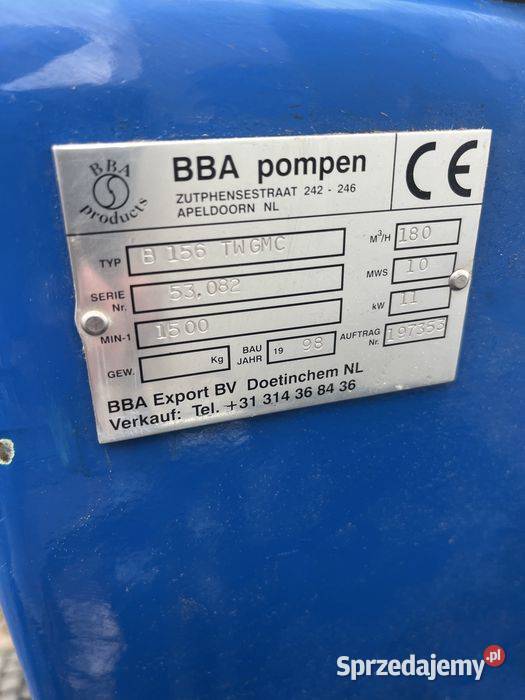 BBA
products
BBA pompen
ZUTPHENSESTRAAT 242 - 246
APELDOORN NL
CE
TYP B 156 TWGMC
M³/H 180
SERIE Nr. 53,082
MWS 10
MIN-1 1500
kW 11
GEW. Kg
BAU JAHR 19 98
AUFTRAG Nr. 197353
BBA Export BV Doetinchem NL
Verkauf: Tel. +31 314 36 84 36
Sprzedajemy.pl